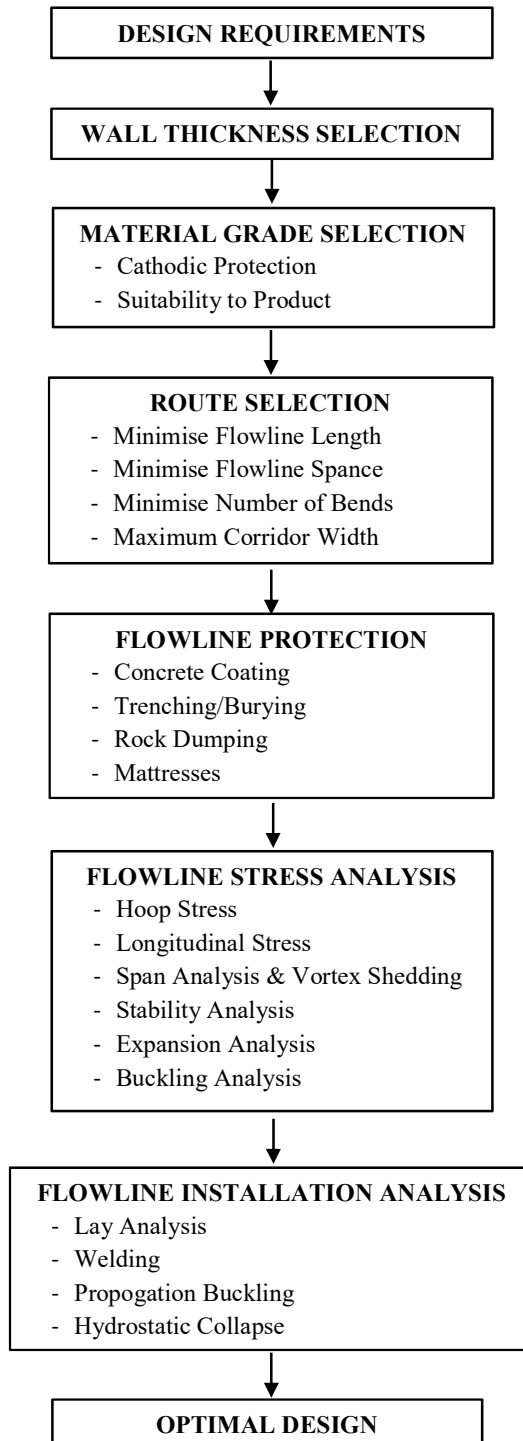 DESIGN REQUIREMENTS
WALL THICKNESS SELECTION
MATERIAL GRADE SELECTION
- Cathodic Protection
- Suitability to Product
ROUTE SELECTION
- Minimise Flowline Length
- Minimise Flowline Spance
- Minimise Number of Bends
- Maximum Corridor Width
FLOWLINE PROTECTION
- Concrete Coating
- Trenching/Burying
- Rock Dumping
- Mattresses
FLOWLINE STRESS ANALYSIS
- Hoop Stress
- Longitudinal Stress
- Span Analysis & Vortex Shedding
- Stability Analysis
- Expansion Analysis
- Buckling Analysis
FLOWLINE INSTALLATION ANALYSIS
- Lay Analysis
- Welding
- Propogation Buckling
- Hydrostatic Collapse
OPTIMAL DESIGN